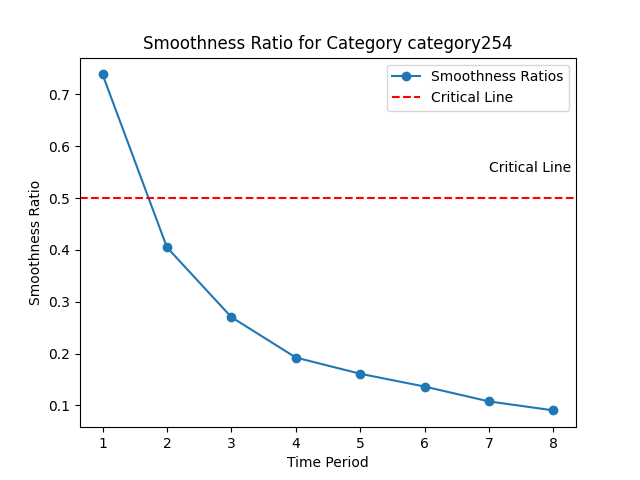 Smoothness Ratio for Category category254
Smoothness Ratios
Critical Line
Critical Line
Smoothness Ratio
0.7
0.6
0.5
0.4
0.3
0.2
0.1
1 2 3 4 5 6 7 8
Time Period